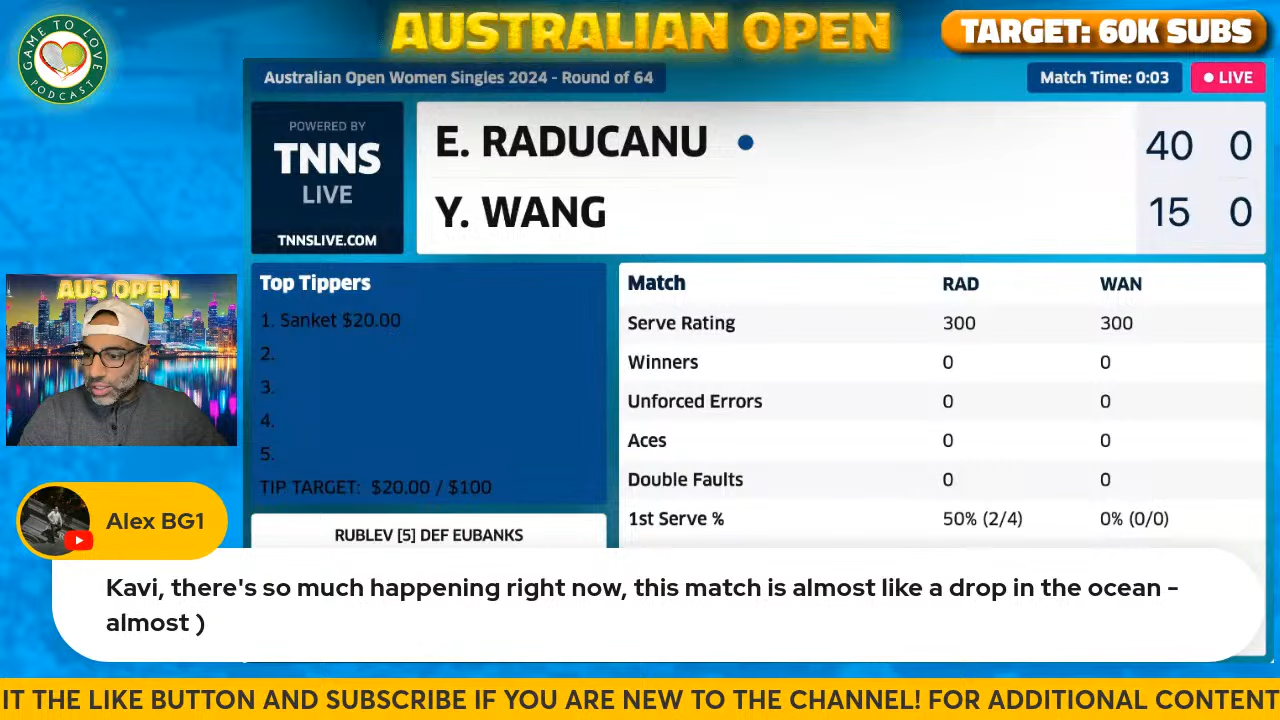 GAME TO LOVE
PODCAST
AUSTRALIAN OPEN
TARGET: 60K SUBS
Australian Open Women Singles 2024 - Round of 64
Match Time: 0:03
LIVE
POWERED BY
TNNS
LIVE
TNNSLIVE.COM
E. RADUCANU 40 0
Y. WANG 15 0
AUS OPEN
Top Tippers
1. Sanket $20.00
2.
3.
4.
5.
TIP TARGET: $20.00 / $100
RUBLEV [5] DEF EUBANKS
Match RAD WAN
Serve Rating 300 300
Winners 0 0
Unforced Errors 0 0
Aces 0 0
Double Faults 0 0
1st Serve % 50% (2/4) 0% (0/0)
Alex BG1
Kavi, there's so much happening right now, this match is almost like a drop in the ocean -
almost )
IT THE LIKE BUTTON AND SUBSCRIBE IF YOU ARE NEW TO THE CHANNEL! FOR ADDITIONAL CONTENT